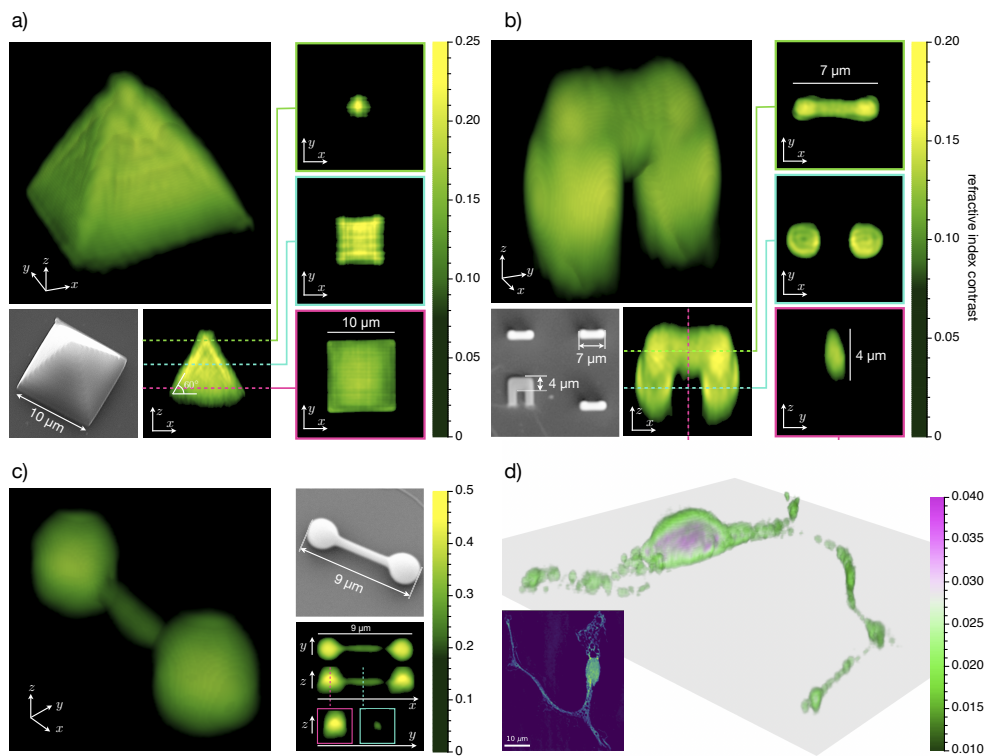 a)
b)
0.25
0.20
0.15
0.10
0.05
0
y
z
x
10 µm
60°
z
x
y
x
y
x
10 µm
y
x
0.20
0.15
0.10
0.05
0
refractive index contrast
z
y
x
7 µm
4 µm
z
x
7 µm
y
x
y
x
4 µm
z
y
c)
d)
z
y
x
9 µm
9 µm
y
z
x
z
y
0.5
0.4
0.3
0.2
0.1
0
10 µm
0.040
0.035
0.030
0.025
0.020
0.015
0.010